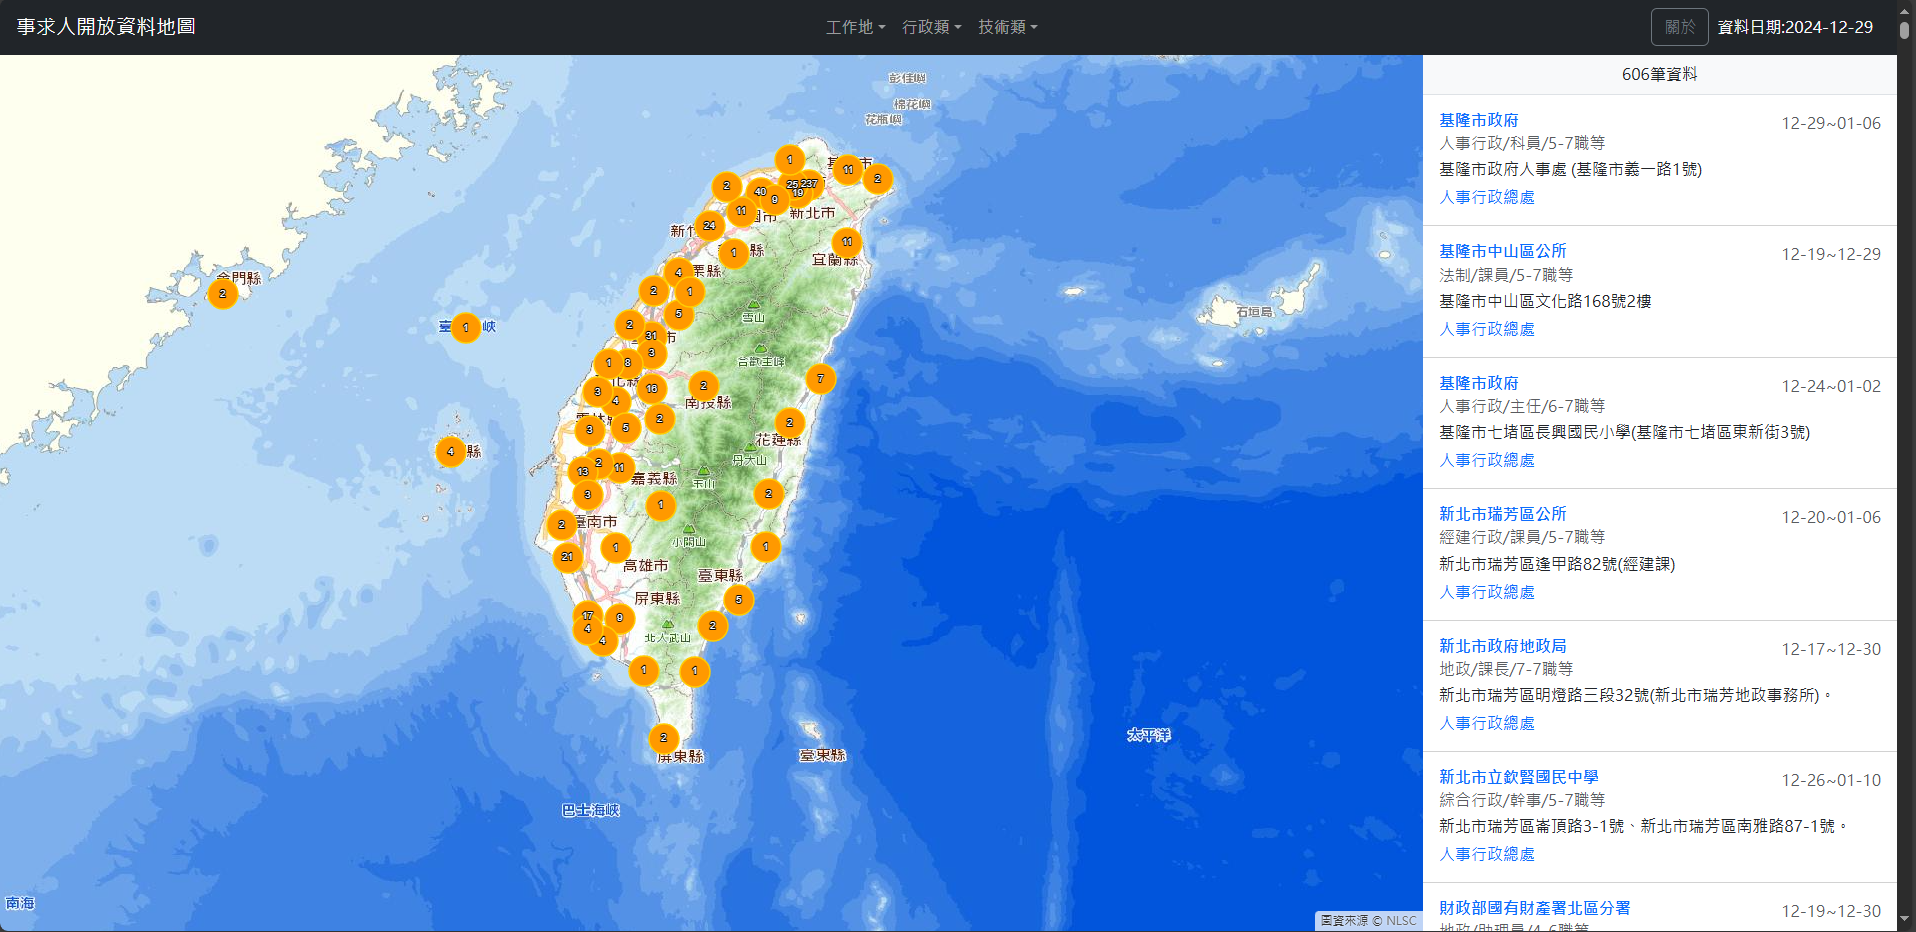 事求人開放資料地圖
工作地 行政類 技術類
關於 資料日期:2024-12-29
606筆資料
基隆市政府 12-29~01-06
人事行政/科員/5-7職等
基隆市政府人事處 (基隆市義一路1號)
人事行政總處
基隆市中山區公所 12-19~12-29
法制/課員/5-7職等
基隆市中山區文化路168號2樓
人事行政總處
基隆市政府 12-24~01-02
人事行政/主任/6-7職等
基隆市七堵區長興國民小學(基隆市七堵區東新街3號)
人事行政總處
新北市瑞芳區公所 12-20~01-06
經建行政/課員/5-7職等
新北市瑞芳區逢甲路82號(經建課)
人事行政總處
新北市政府地政局 12-17~12-30
地政/課長/7-7職等
新北市瑞芳區明燈路三段32號(新北市瑞芳地政事務所)。
人事行政總處
新北市立欽賢國民中學 12-26~01-10
綜合行政/幹事/5-7職等
新北市瑞芳區崙頂路3-1號、新北市瑞芳區南雅路87-1號。
人事行政總處
財政部國有財產署北區分署 12-19~12-30
地政/助理員/4-6職等
彭佳嶼
棉花嶼
花瓶嶼
1
11
2
2
40
9
25
237
19
11
新北市
24
1
縣
11
宜蘭縣
金門縣
2
4
栗縣
2
1
5
雪山
石垣島
1
峽
2
31
市
3
1
8
合歡主峰
3
4
16
2
南投縣
7
3
5
2
2
花蓮縣
4
縣
丹大山
13
2
11
嘉義縣
玉山
3
1
2
2
臺南市
小關山
21
1
高雄市
1
臺東縣
屏東縣
5
17
4
9
4
北大武山
2
1
1
2
屏東縣
臺東縣
太平洋
巴士海峽
南海
圖資來源 © NLSC